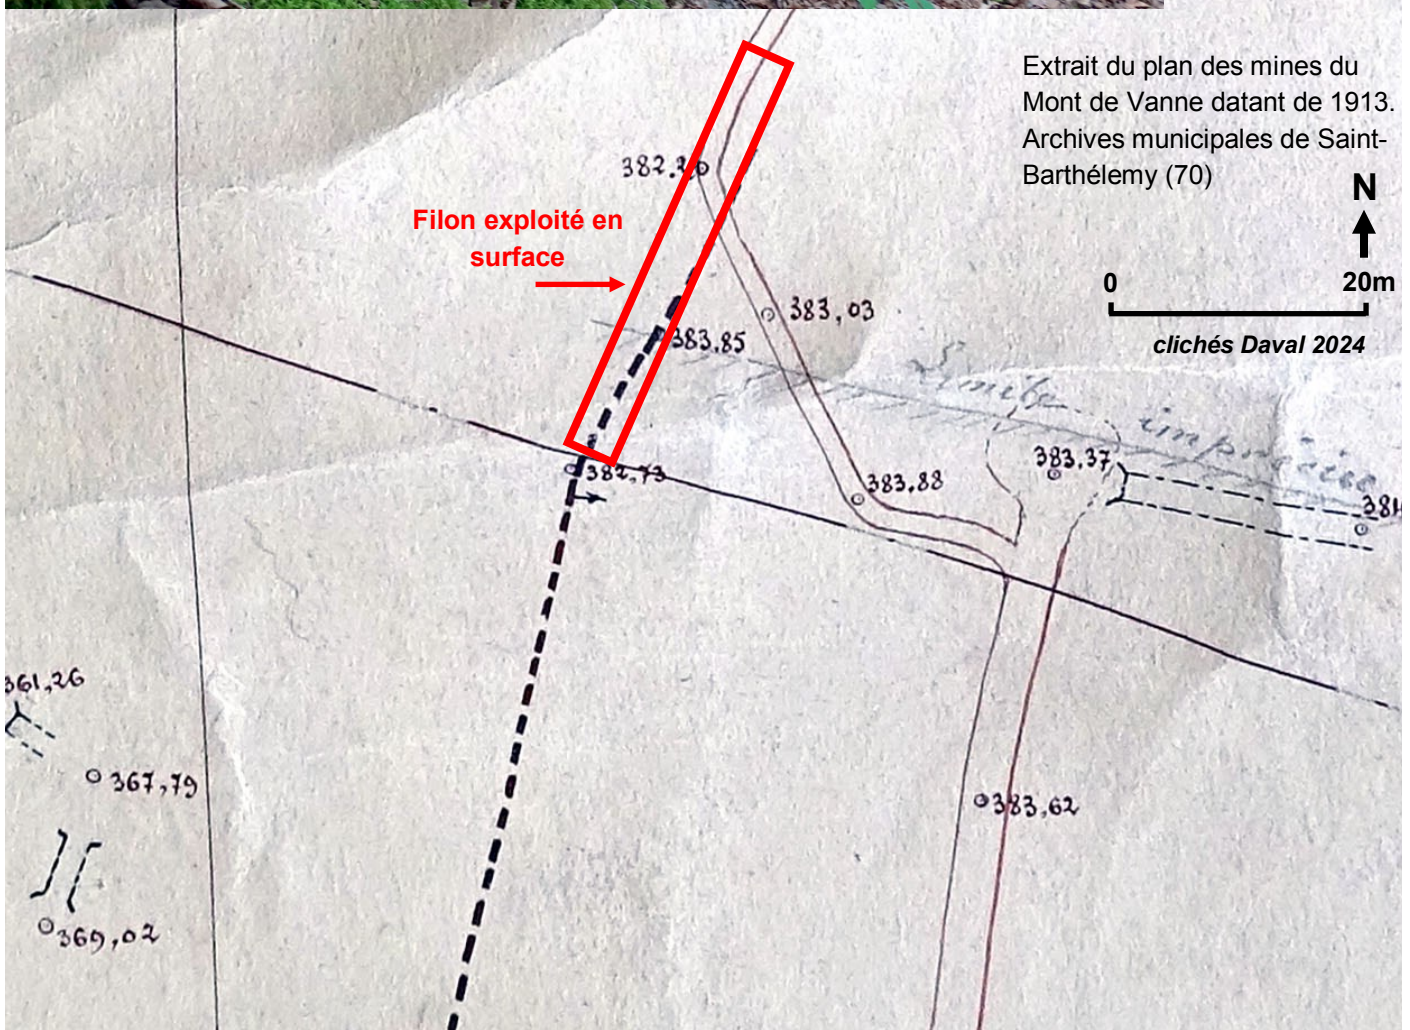 Extrait du plan des mines du
Mont de Vanne datant de 1913.
Archives municipales de Saint-
Barthélemy (70)
N
0 20m
clichés Daval 2024
382.2
Filon exploité en
surface
383,03
383.85
Limite imprécise
383.37
382,73
383.88
384
361,26
367,79
383,62
369,02